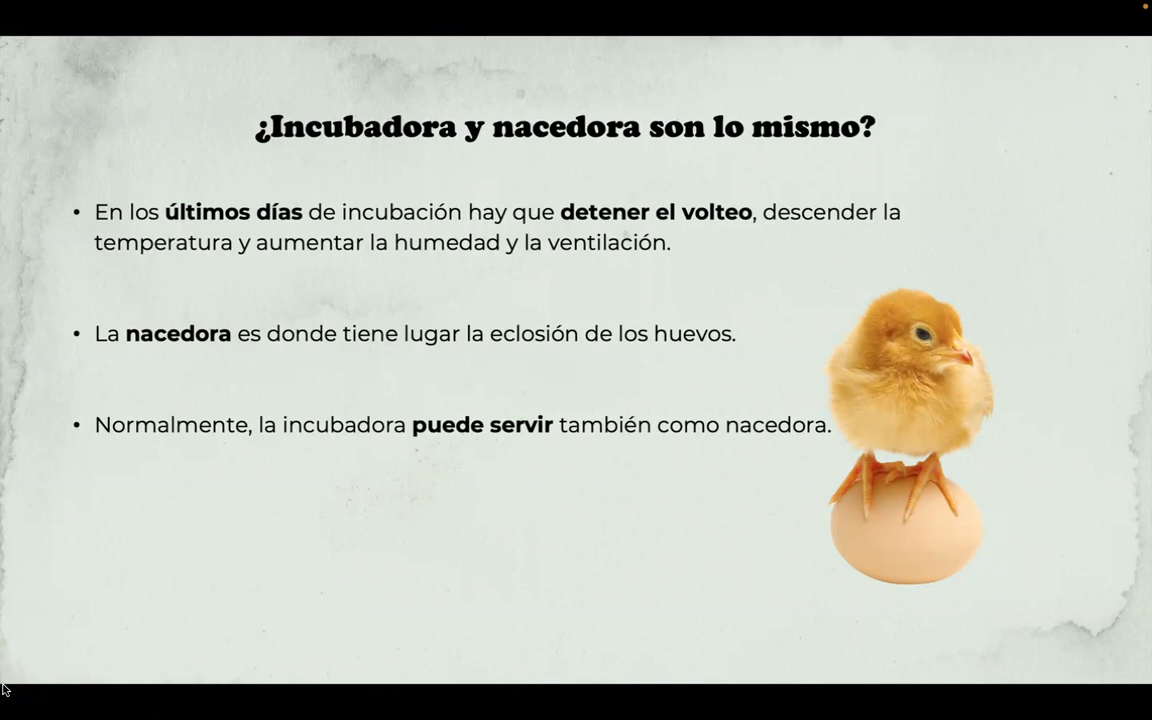 ¿Incubadora y nacedora son lo mismo?
• En los últimos días de incubación hay que detener el volteo, descender la
temperatura y aumentar la humedad y la ventilación.
• La nacedora es donde tiene lugar la eclosión de los huevos.
• Normalmente, la incubadora puede servir también como nacedora.